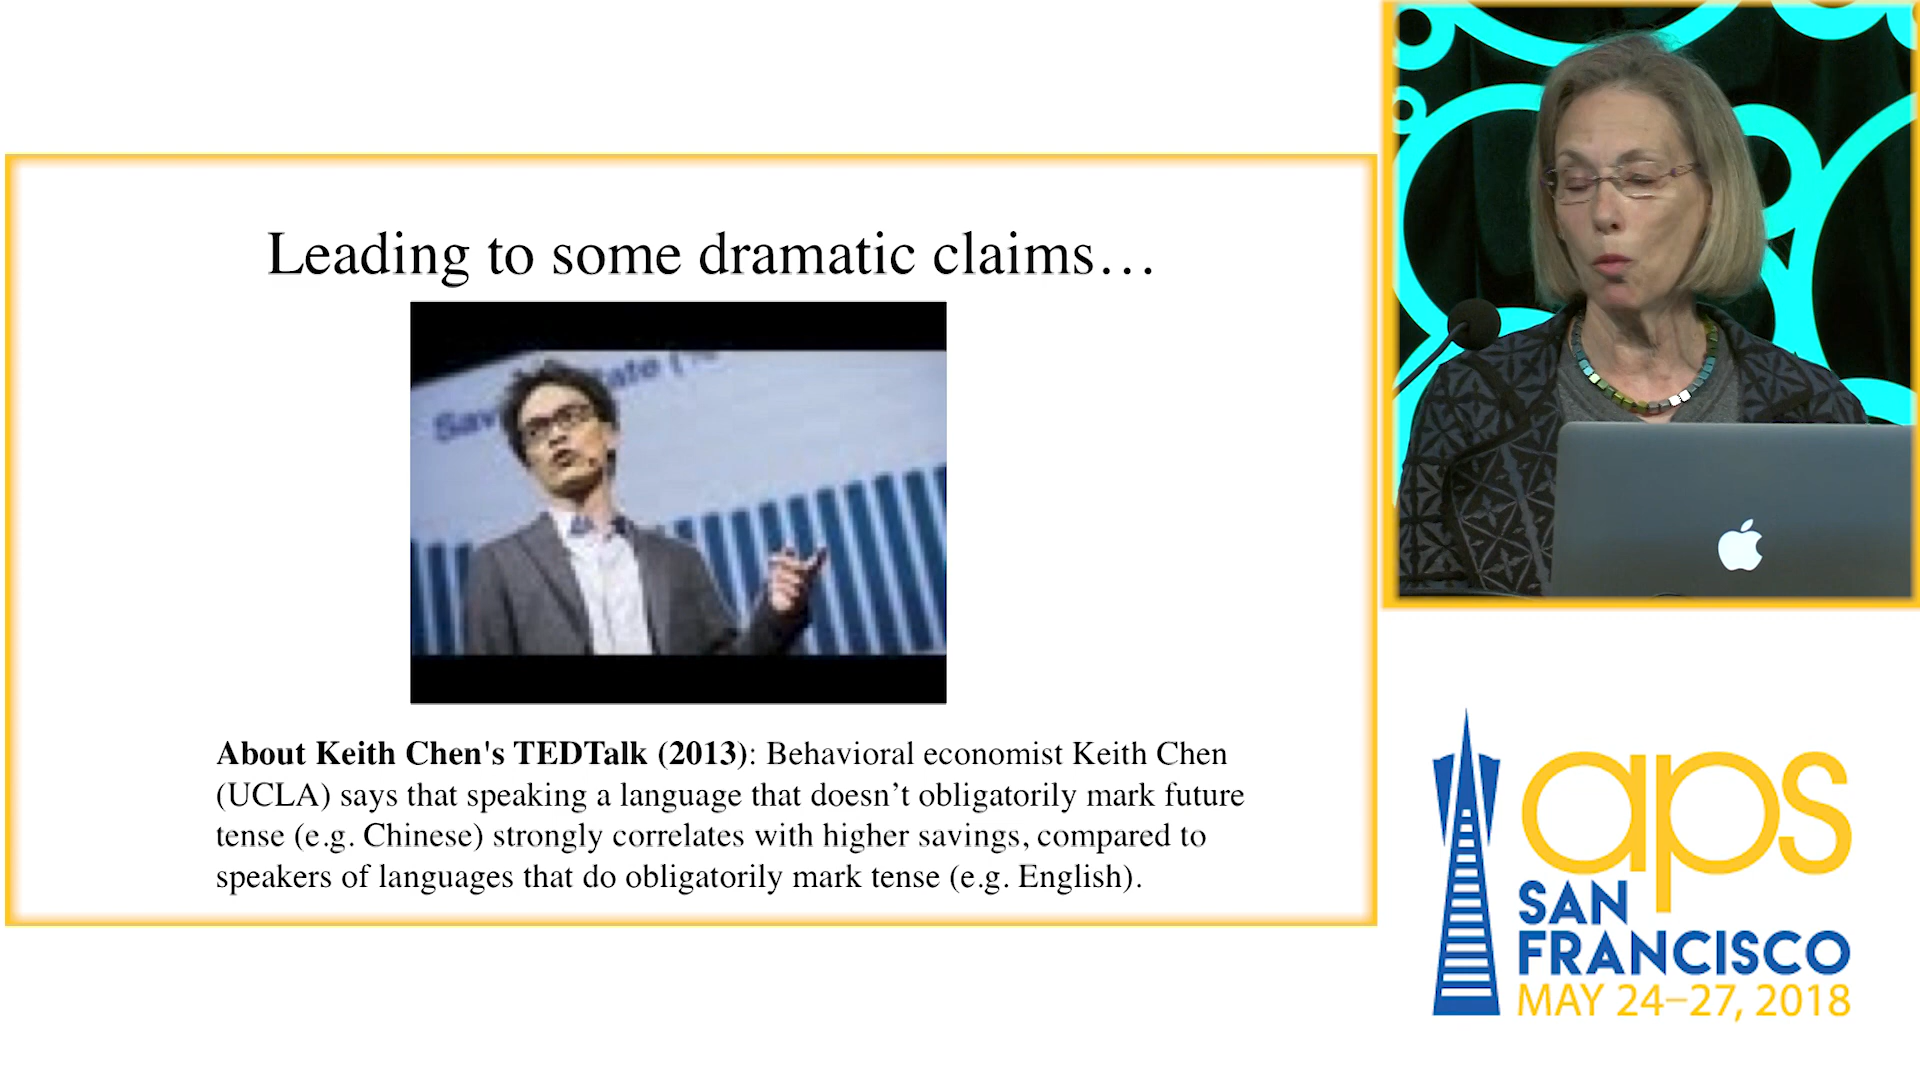 Leading to some dramatic claims…
About Keith Chen's TEDTalk (2013): Behavioral economist Keith Chen
(UCLA) says that speaking a language that doesn’t obligatorily mark future
tense (e.g. Chinese) strongly correlates with higher savings, compared to
speakers of languages that do obligatorily mark tense (e.g. English).
aps
SAN
FRANCISCO
MAY 24–27, 2018